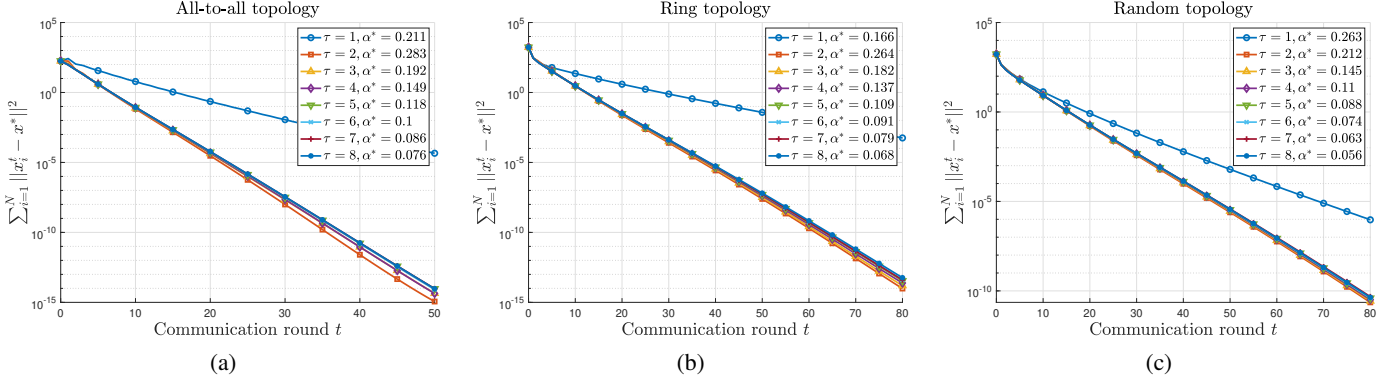 All-to-all topology
10^5
10^0
10^{-5}
10^{-10}
10^{-15}
∑_{i=1}^N ||x_i^t − x^*||^2
τ = 1, α* = 0.211
τ = 2, α* = 0.283
τ = 3, α* = 0.192
τ = 4, α* = 0.149
τ = 5, α* = 0.118
τ = 6, α* = 0.1
τ = 7, α* = 0.086
τ = 8, α* = 0.076
0 10 20 30 40 50
Communication round t
(a)
Ring topology
10^5
10^0
10^{-5}
10^{-10}
10^{-15}
∑_{i=1}^N ||x_i^t − x^*||^2
τ = 1, α* = 0.166
τ = 2, α* = 0.264
τ = 3, α* = 0.182
τ = 4, α* = 0.137
τ = 5, α* = 0.109
τ = 6, α* = 0.091
τ = 7, α* = 0.079
τ = 8, α* = 0.068
0 10 20 30 40 50 60 70 80
Communication round t
(b)
Random topology
10^5
10^0
10^{-5}
10^{-10}
∑_{i=1}^N ||x_i^t − x^*||^2
τ = 1, α* = 0.263
τ = 2, α* = 0.212
τ = 3, α* = 0.145
τ = 4, α* = 0.11
τ = 5, α* = 0.088
τ = 6, α* = 0.074
τ = 7, α* = 0.063
τ = 8, α* = 0.056
0 10 20 30 40 50 60 70 80
Communication round t
(c)